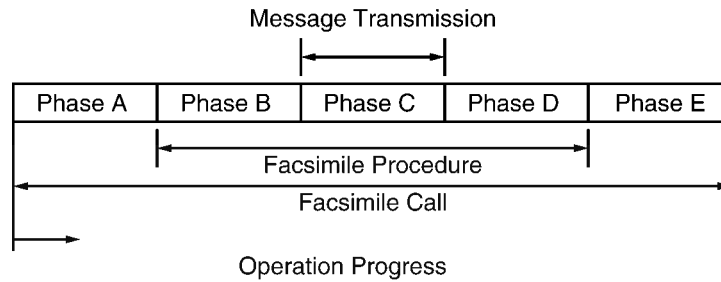 Message Transmission
Phase A Phase B Phase C Phase D Phase E
Facsimile Procedure
Facsimile Call
Operation Progress